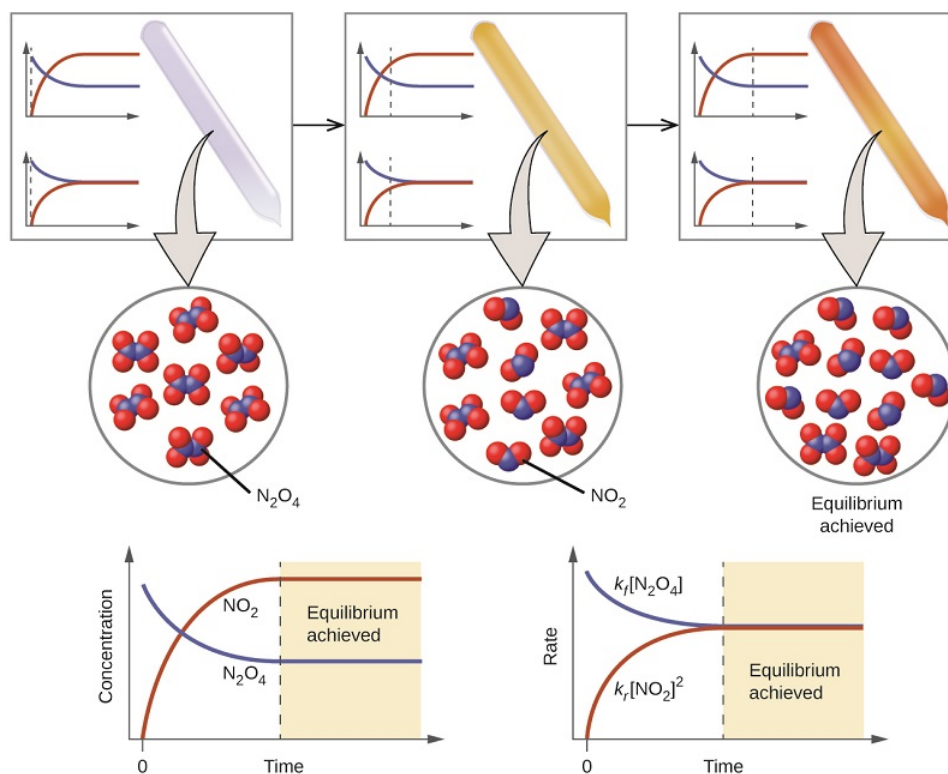 N₂O₄
NO₂
Equilibrium
achieved
Concentration
NO₂
N₂O₄
Equilibrium
achieved
0
Time
Rate
kf[N₂O₄]
kr[NO₂]²
Equilibrium
achieved
0
Time